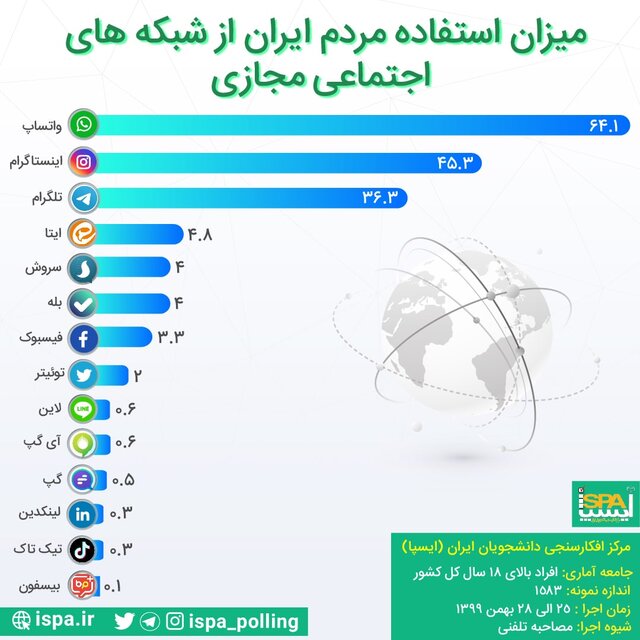 میزان استفاده مردم ایران از شبکه های
اجتماعی مجازی
واتساپ ۶۴.۱
اینستاگرام ۴۵.۳
تلگرام ۳۶.۳
ایتا ۴.۸
سروش ۴
بله ۴
فیسبوک ۳.۳
توئیتر ۲
لاین ۰.۶
LINE
آی گپ ۰.۶
گپ ۰.۵
لینکدین ۰.۳
in
تیک تاک ۰.۳
بیسفون ۰.۱
bp
ISPA
ایسپا
مرکز افکارسنجی دانشجویان ایران (ایسپا)
جامعه آماری: افراد بالای ۱۸ سال کل کشور
اندازه نمونه: ۱۵۸۳
زمان اجرا : ۲۵ الی ۲۸ بهمن ۱۳۹۹
شیوه اجرا: مصاحبه تلفنی
ispa.ir
ispa_polling